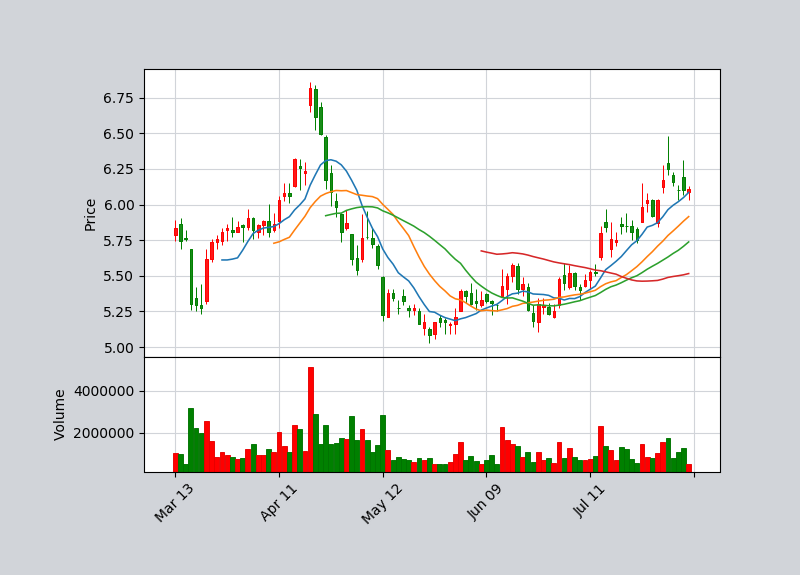 6.75
6.50
6.25
6.00
5.75
5.50
5.25
5.00
Price
4000000
2000000
Volume
Mar 13
Apr 11
May 12
Jun 09
Jul 11